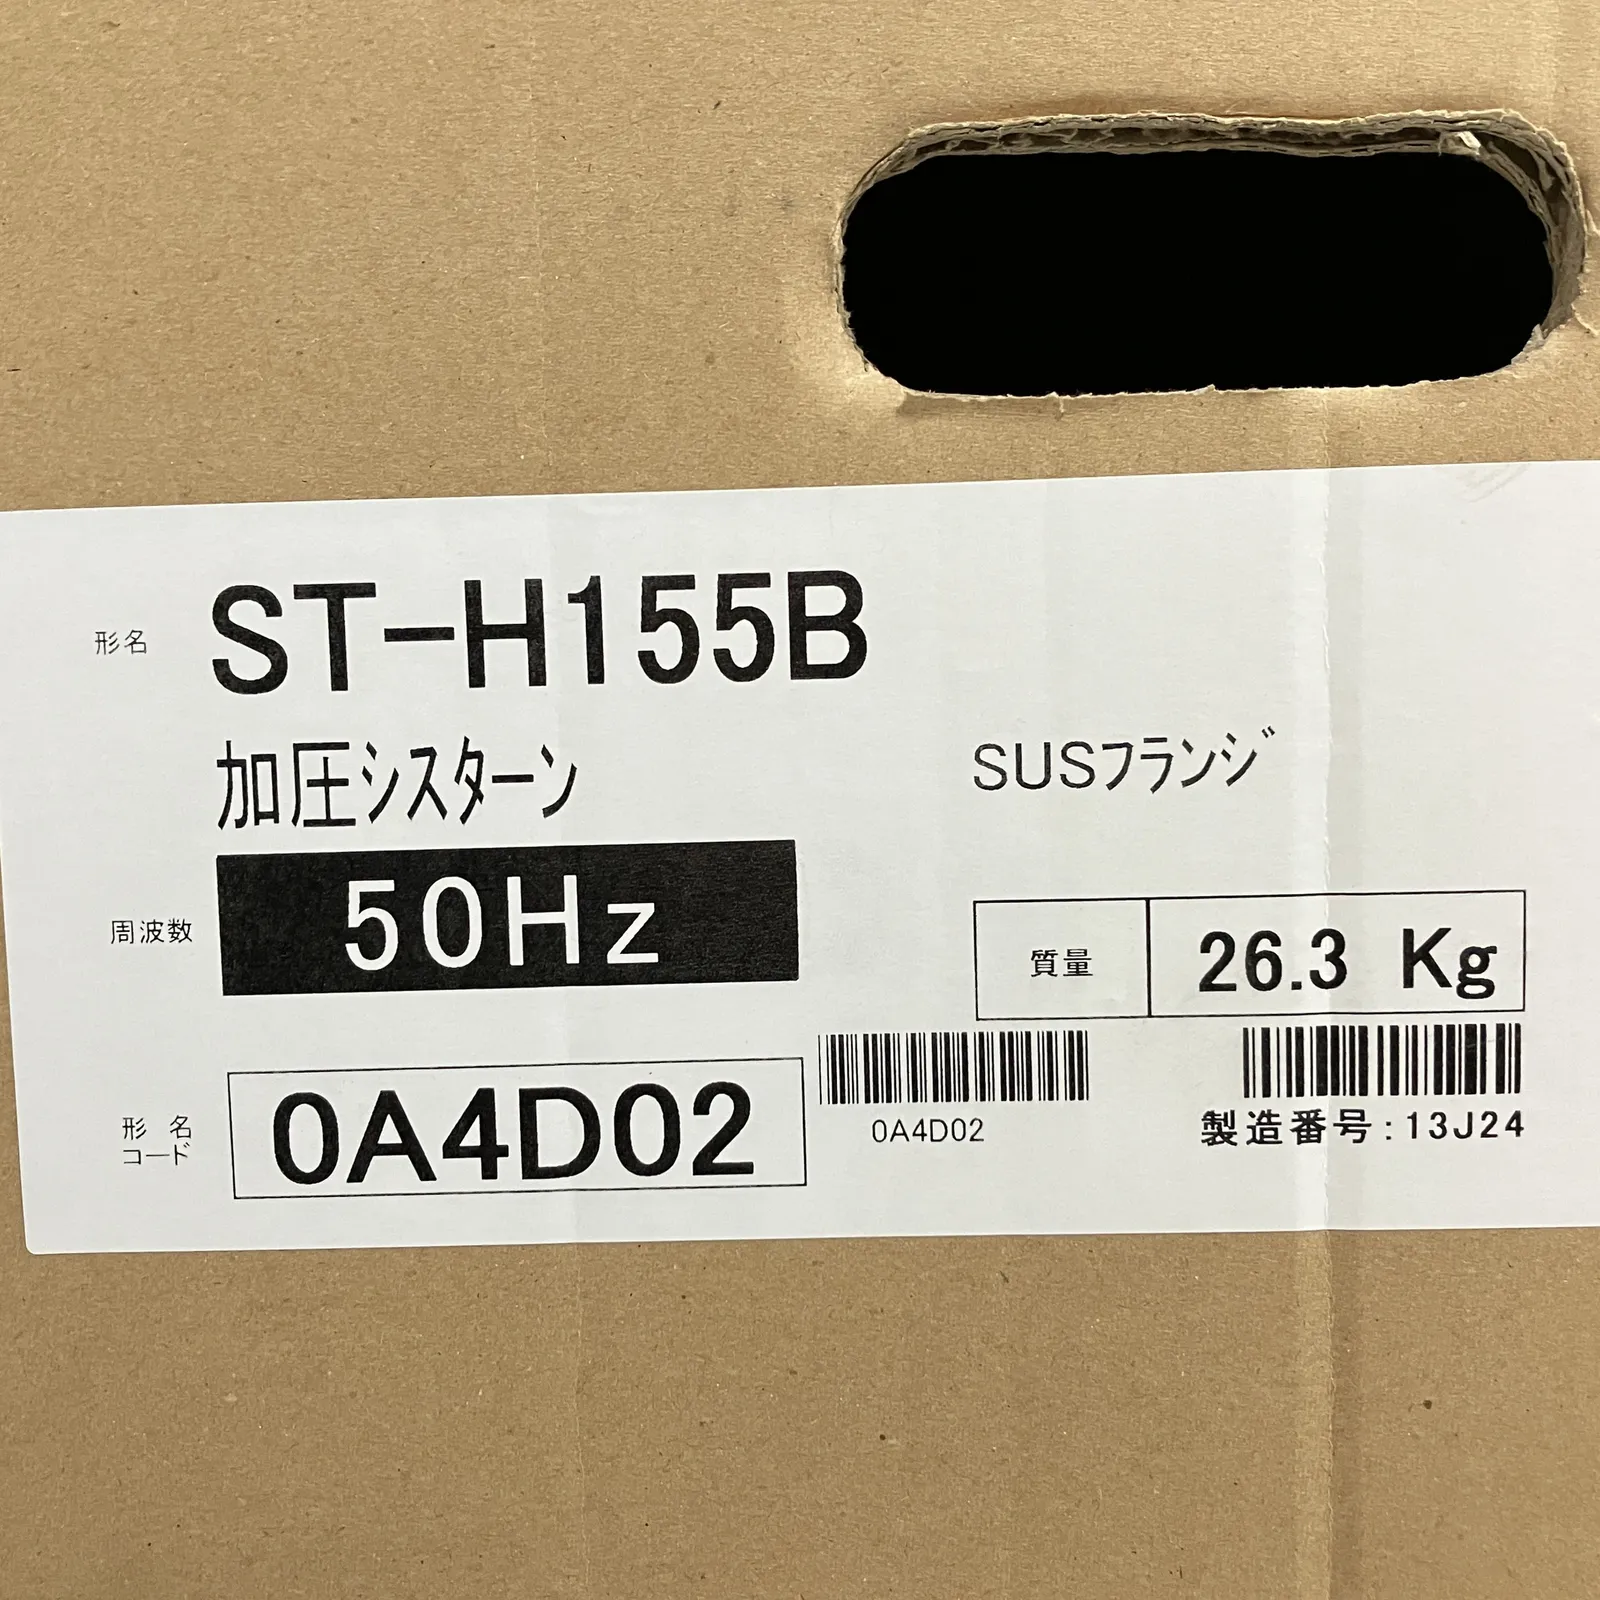 形名 ST-H155B
加圧シスターン
SUSフランジ
周波数 50Hz
質量 26.3 Kg
形名コード 0A4D02
0A4D02
製造番号:13J24